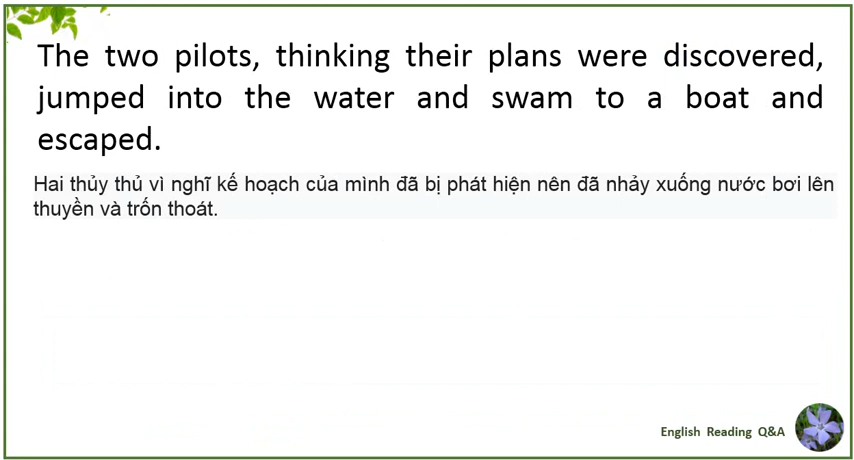 The two pilots, thinking their plans were discovered,
jumped into the water and swam to a boat and
escaped.
Hai thủy thủ vì nghĩ kế hoạch của mình đã bị phát hiện nên đã nhảy xuống nước bơi lên
thuyền và trốn thoát.
English Reading Q&A